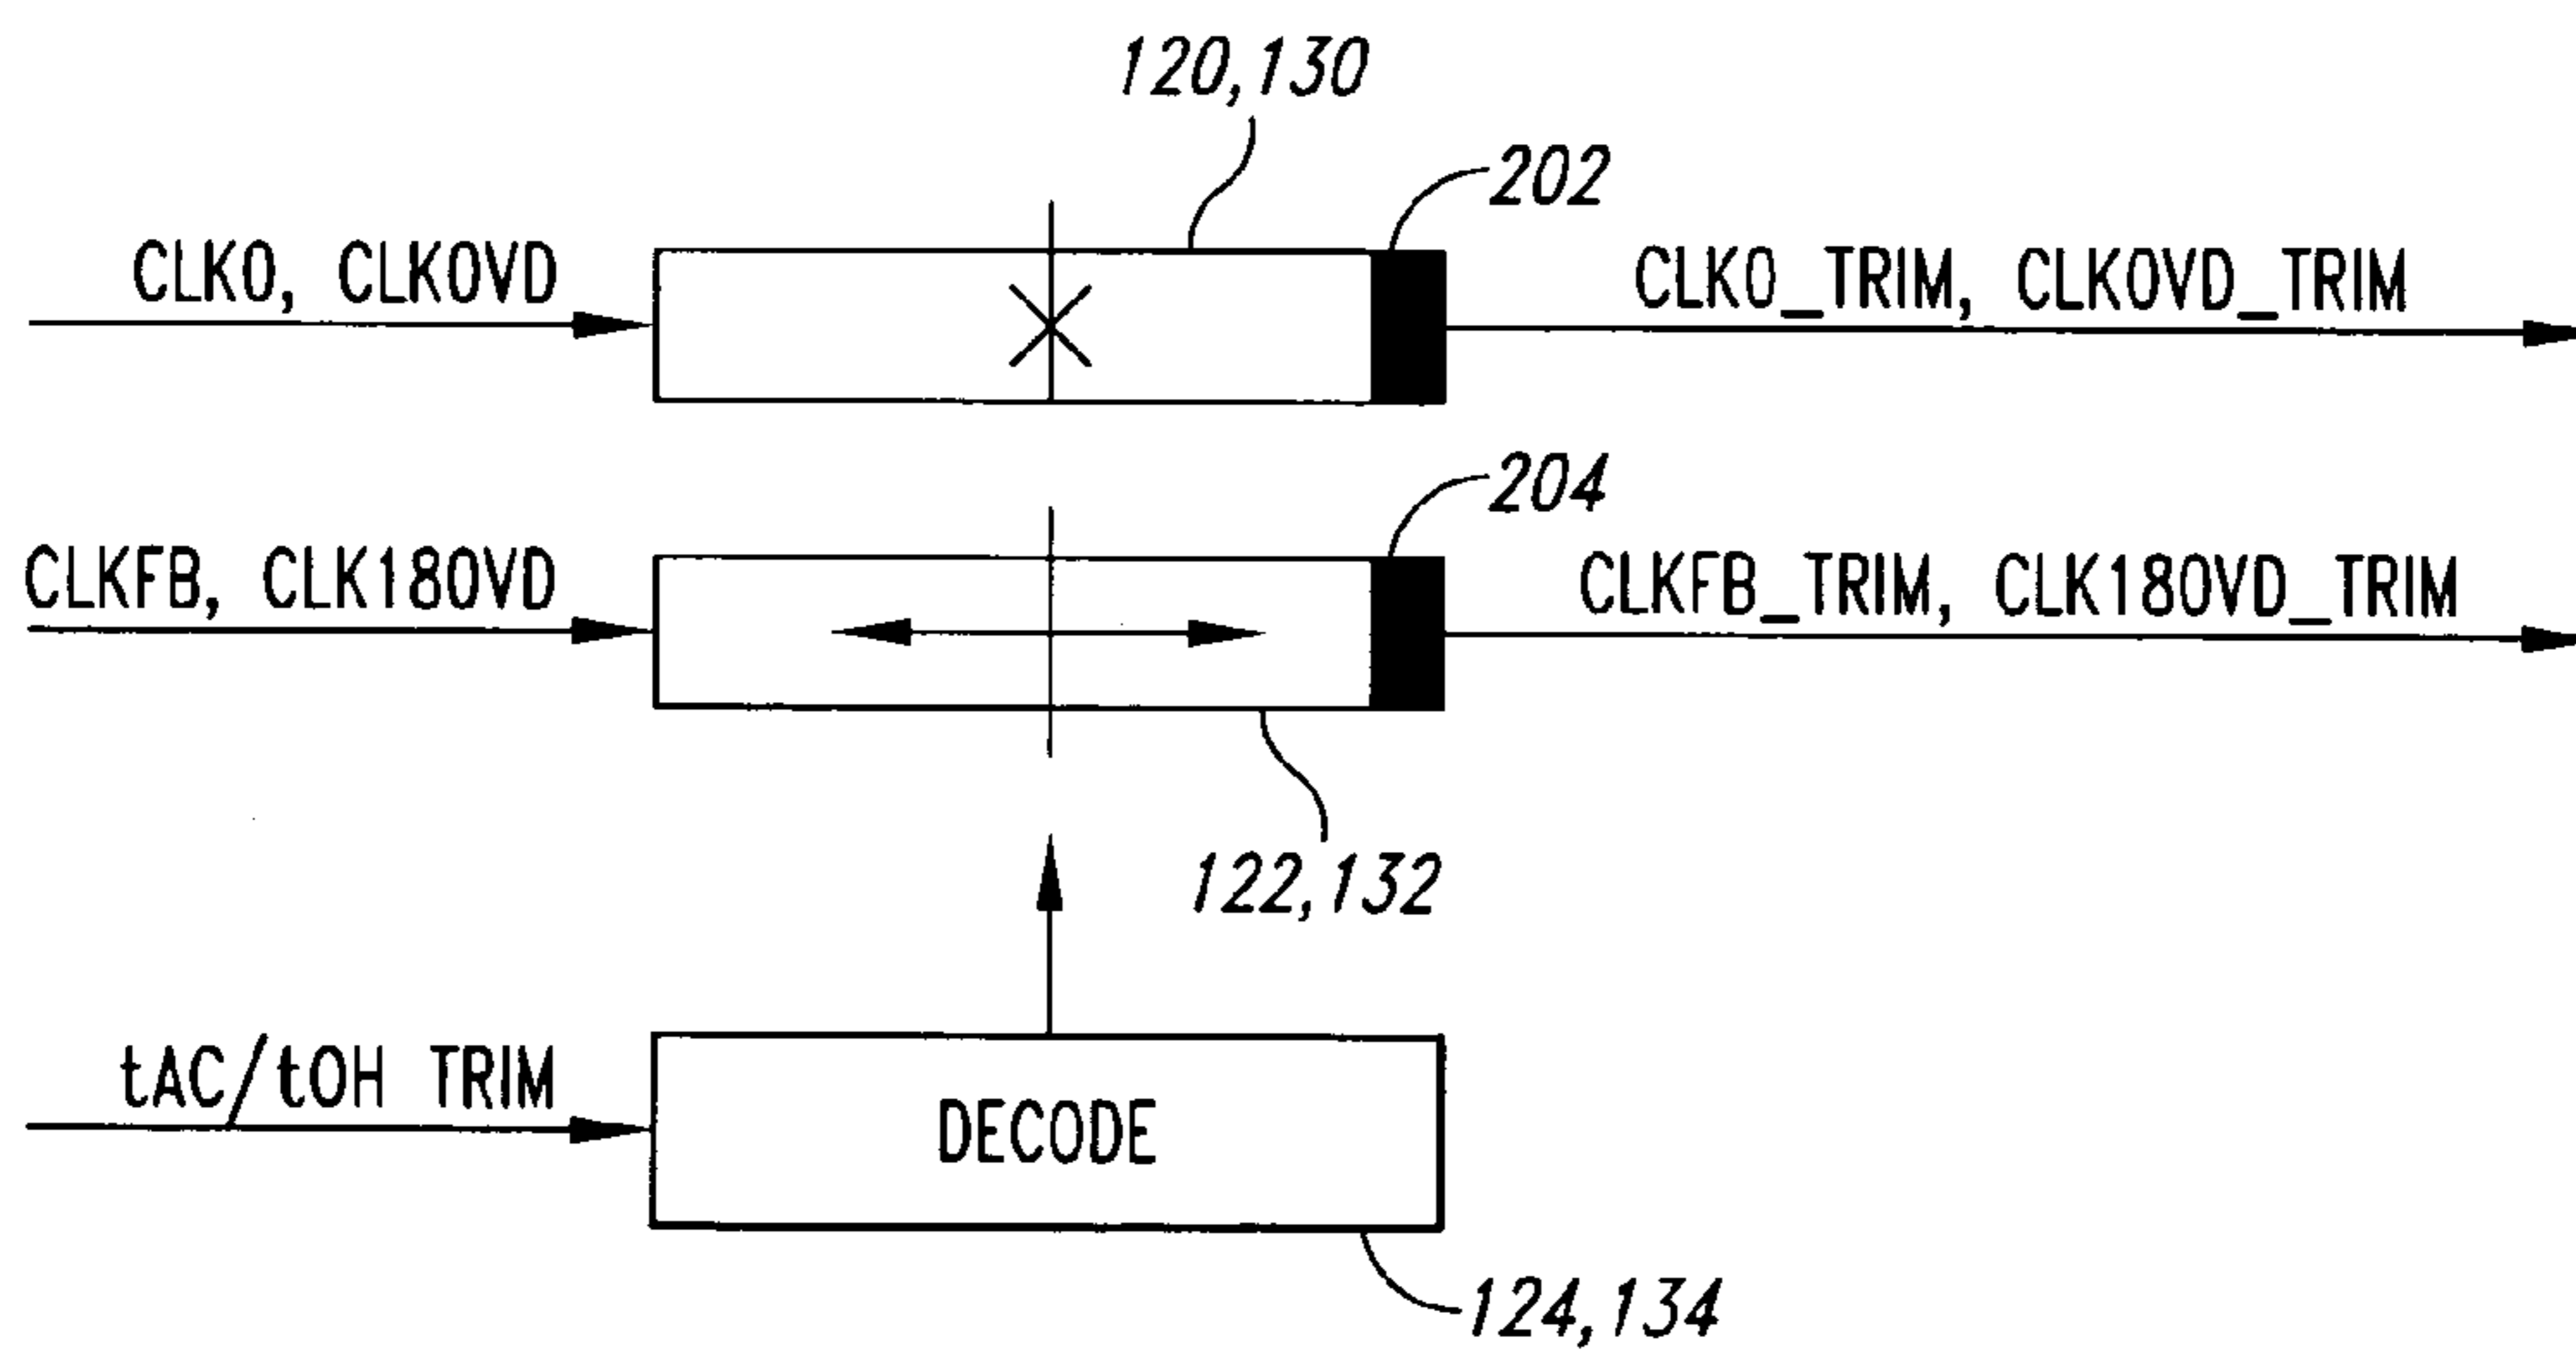 120,130
202
CLK0, CLK0VD
CLK0_TRIM, CLK0VD_TRIM
204
CLKFB, CLK180VD
CLKFB_TRIM, CLK180VD_TRIM
122,132
tAC/tOH TRIM
DECODE
124,134